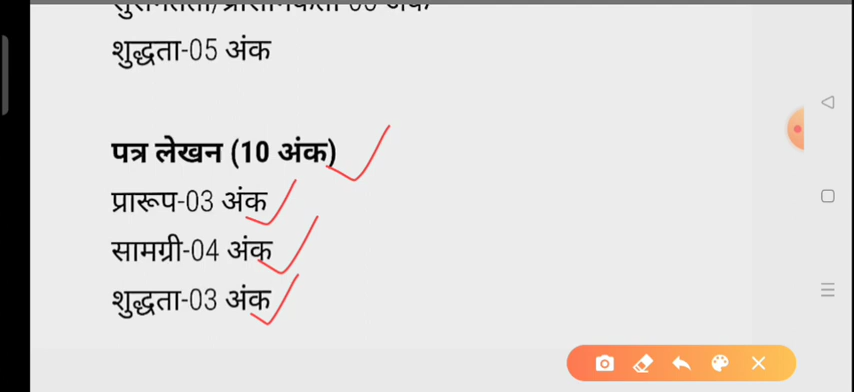 शुद्धता-05 अंक
पत्र लेखन (10 अंक)
प्रारूप-03 अंक
सामग्री-04 अंक
शुद्धता-03 अंक